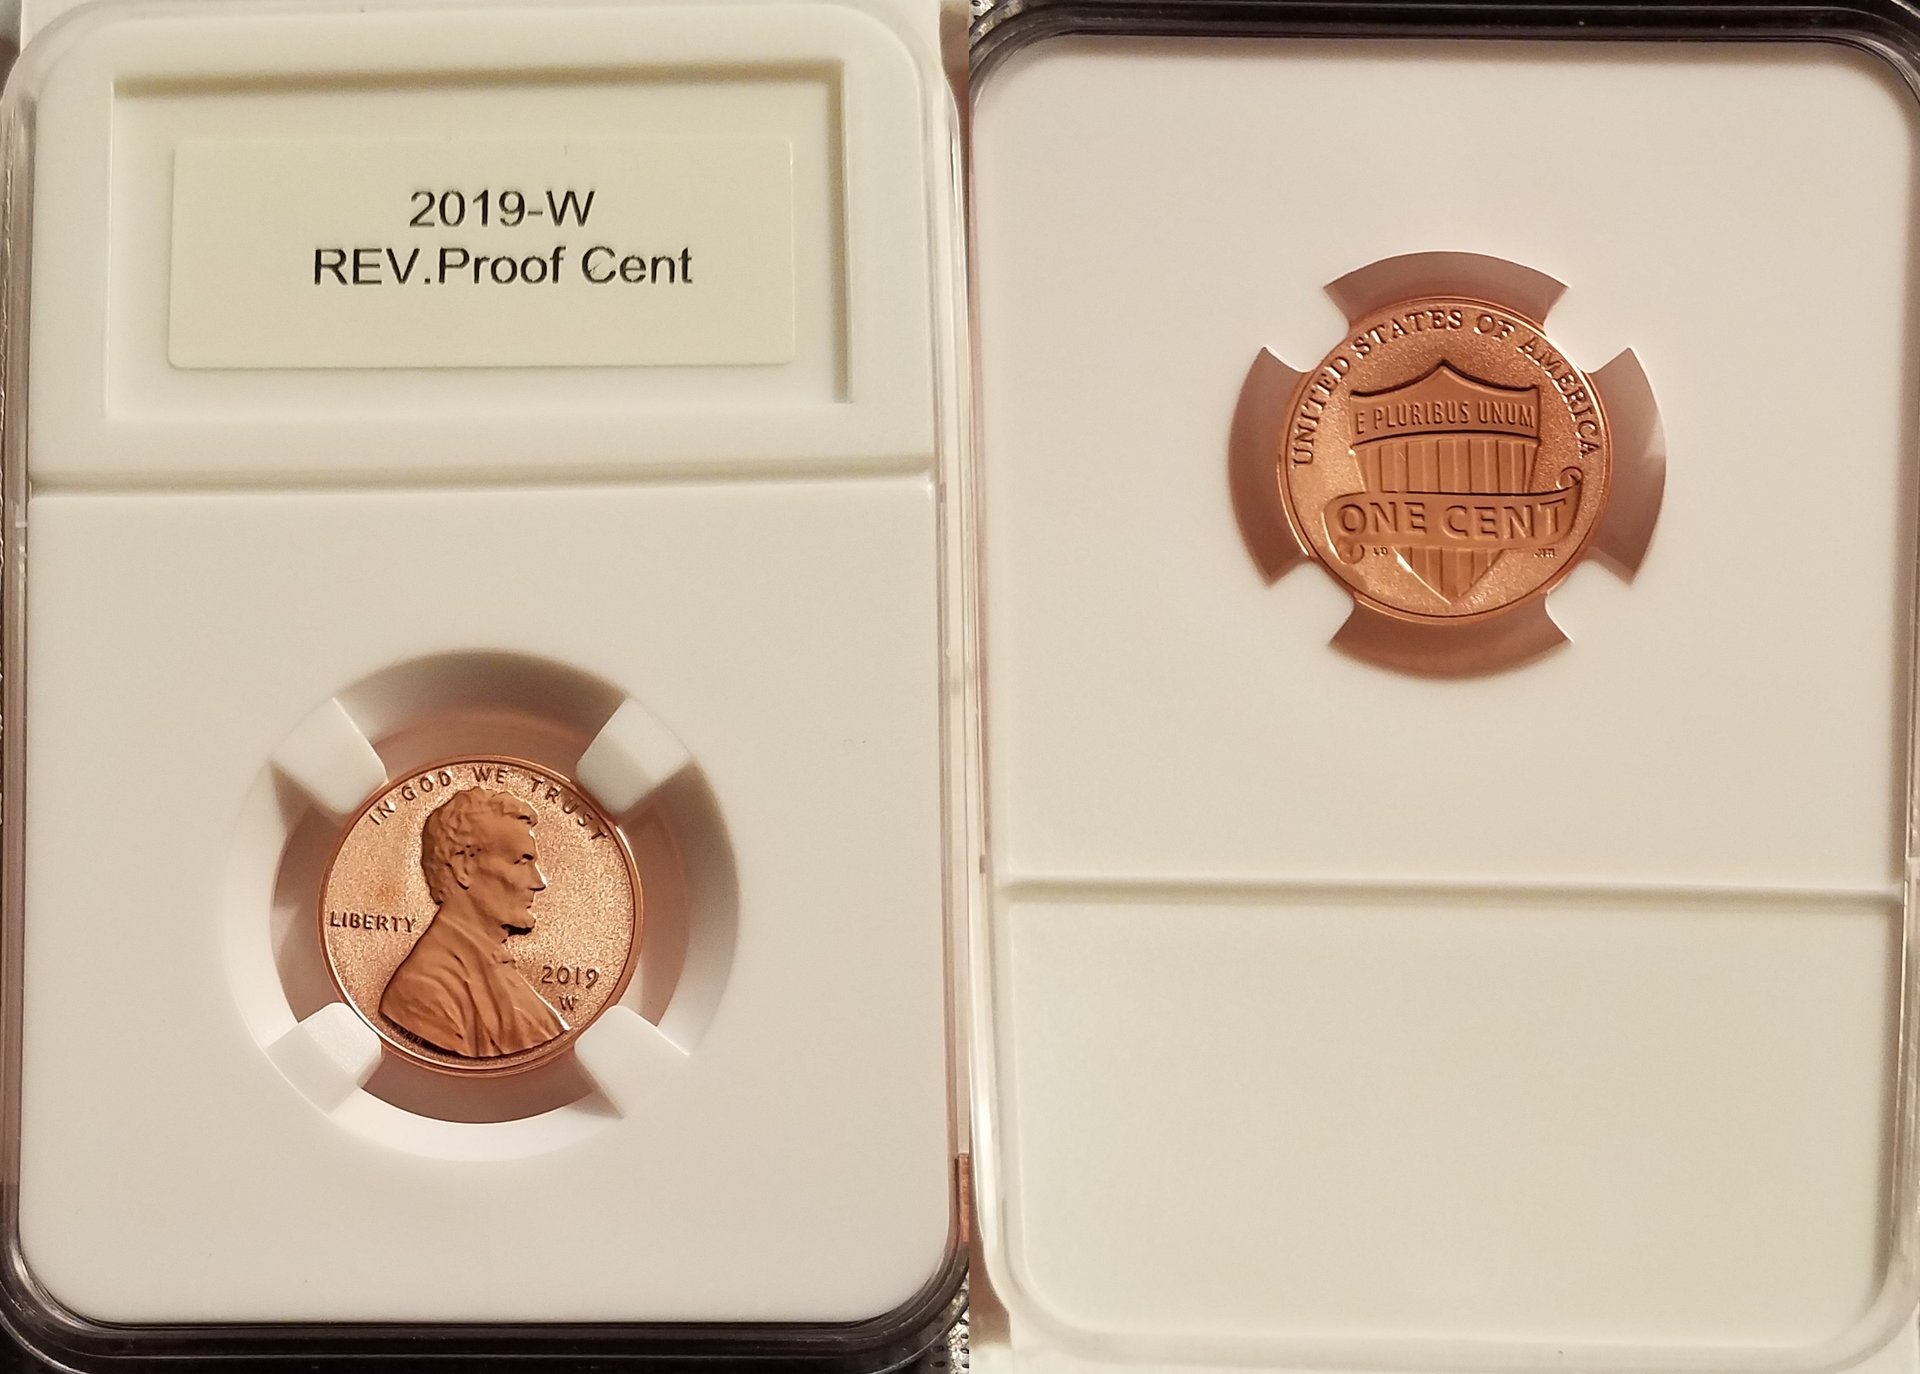 2019-W
REV.Proof Cent
IN GOD WE TRUST
LIBERTY
2019
W
UNITED STATES OF AMERICA
E PLURIBUS UNUM
ONE CENT